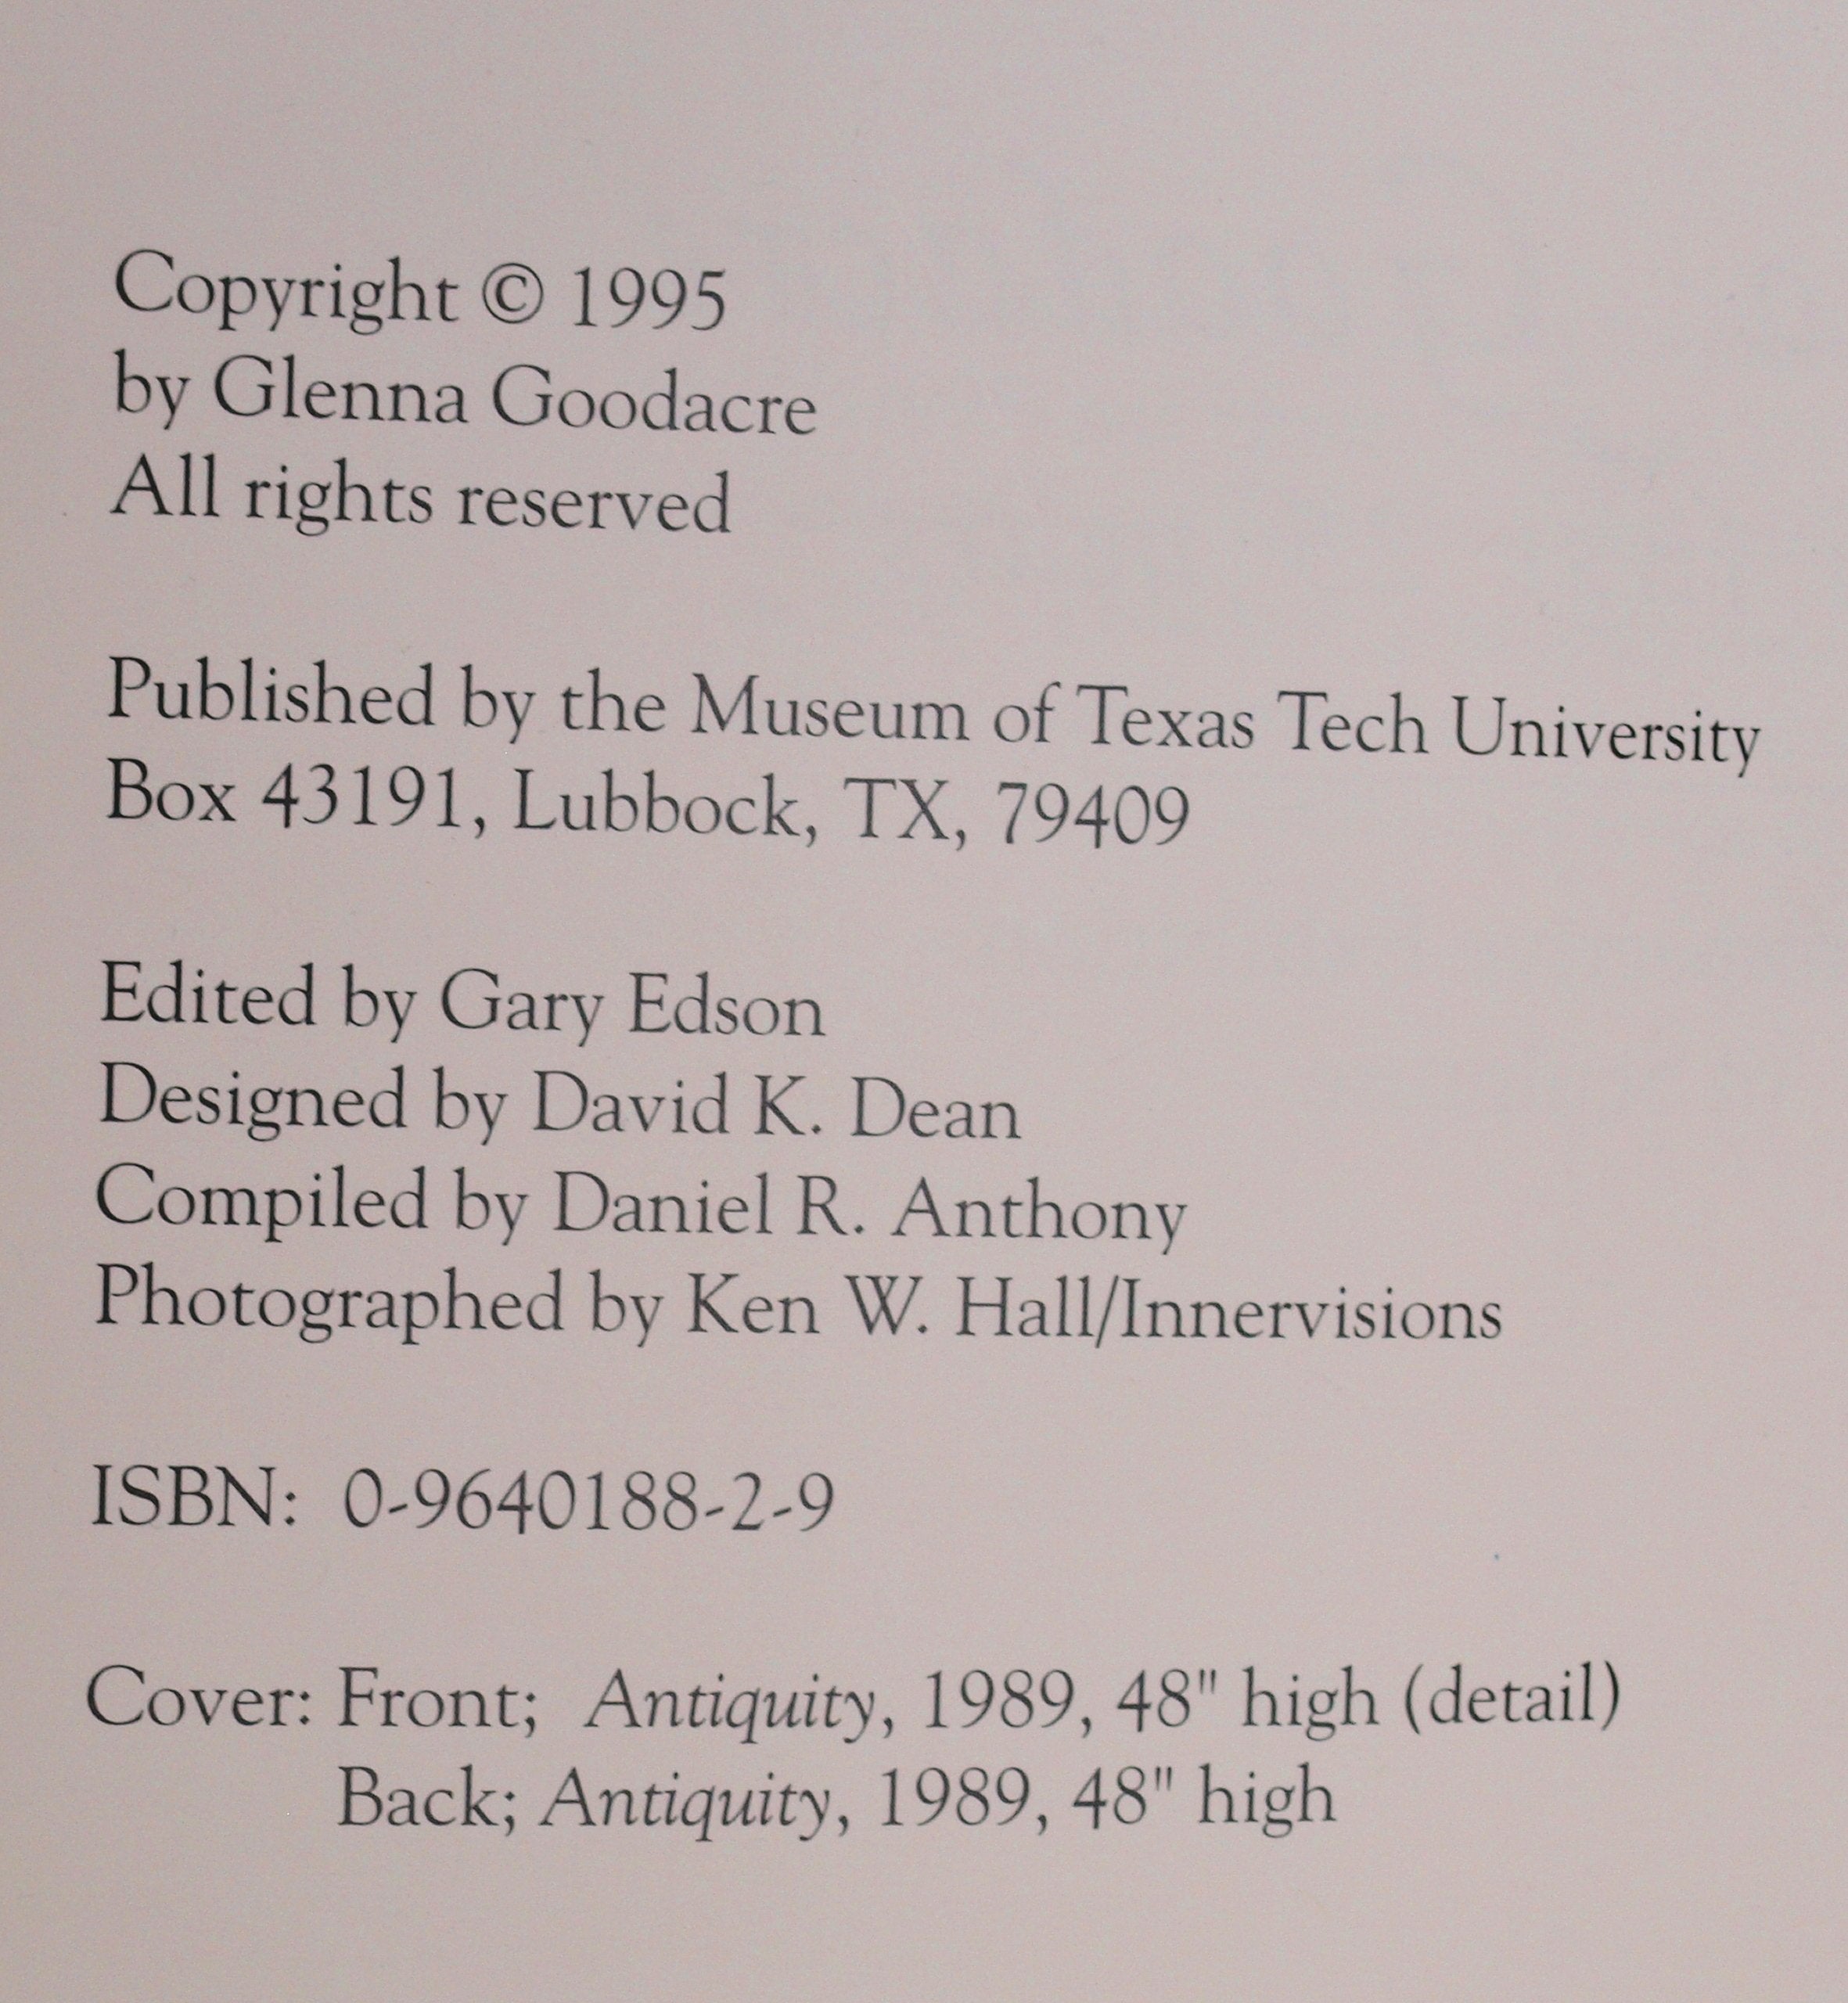 Copyright © 1995
by Glenna Goodacre
All rights reserved
Published by the Museum of Texas Tech University
Box 43191, Lubbock, TX, 79409
Edited by Gary Edson
Designed by David K. Dean
Compiled by Daniel R. Anthony
Photographed by Ken W. Hall/Innervisions
ISBN: 0-9640188-2-9
Cover: Front; Antiquity, 1989, 48" high (detail)
Back; Antiquity, 1989, 48" high